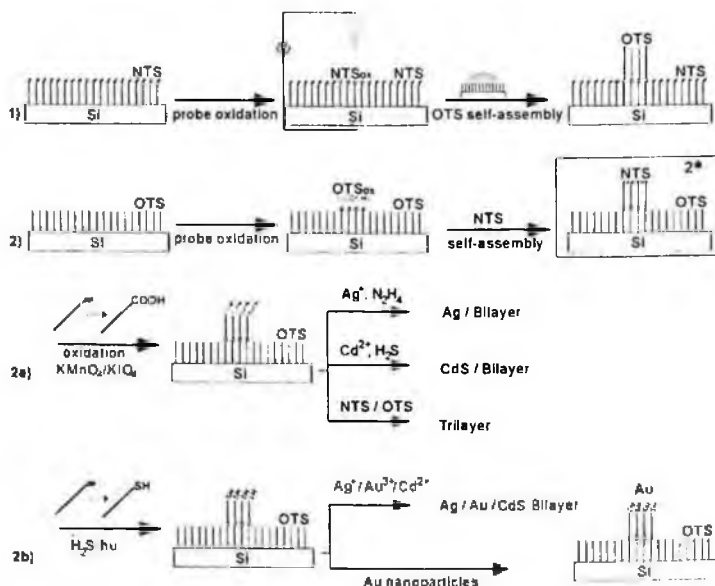 OTS
NTS
NTSox NTS
NTS
1) Si
probe oxidation
Si
OTS self-assembly
Si
2*
OTS
OTSox
OTS
NTS
NTS
OTS
2) Si
probe oxidation
Si
self-assembly
Si
COOH
oxidation
KMnO4/KIO4
2a)
OTS
Si
Ag+, N2H4
Ag / Bilayer
Cd2+, H2S
CdS / Bilayer
NTS / OTS
Trilayer
SH
H2S hυ
2b)
OTS
Si
Ag+/Au3+/Cd2+
Ag / Au / CdS Bilayer
Au nanoparticles
Au
OTS
Si